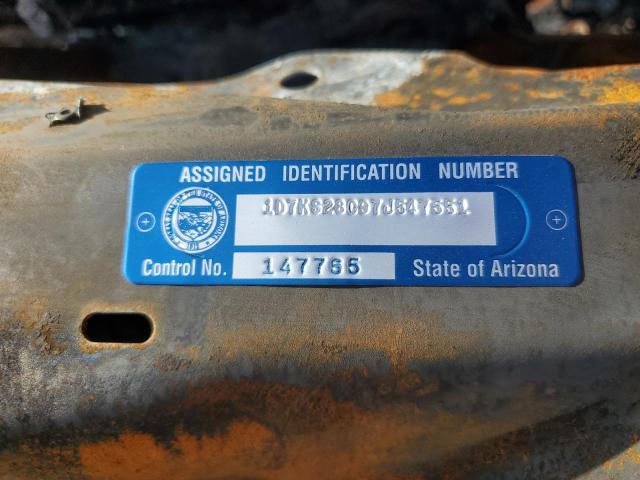 ASSIGNED IDENTIFICATION NUMBER
1D7KS28C97J547551
Control No. 147765 State of Arizona